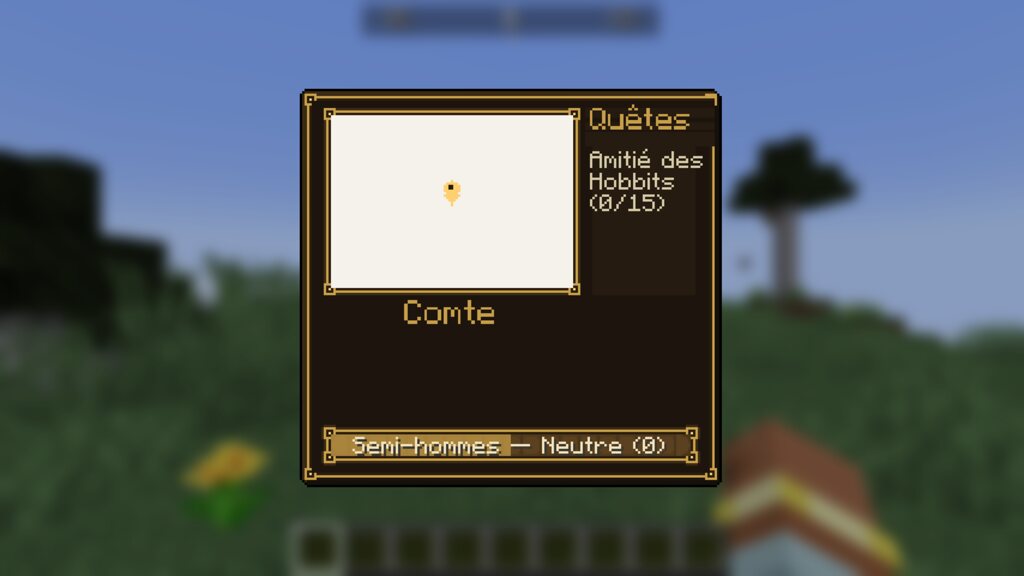 Quêtes
Amitié des
Hobbits
(0/15)
Comte
Semi-hommes — Neutre (0)